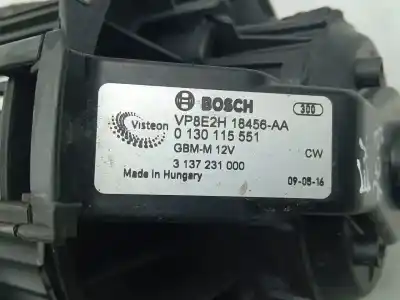 BOSCH
300
Visteon
VP8E2H 18456-AA
0 130 115 551
GBM-M 12V
CW
3 137 231 000
Made in Hungary
09-05-16